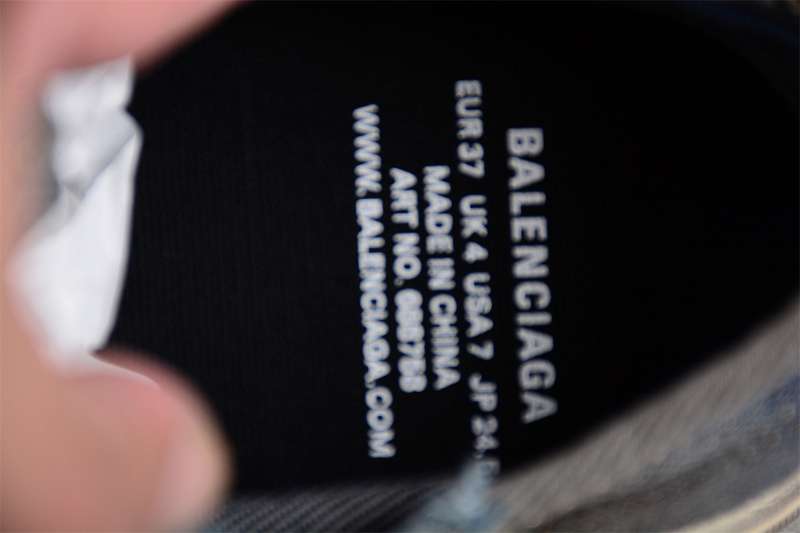 BALENCIAGA
EUR 37 UK 4 USA 7 JP 24.
MADE IN CHINA
ART NO.
WWW.BALENCIAGA.COM